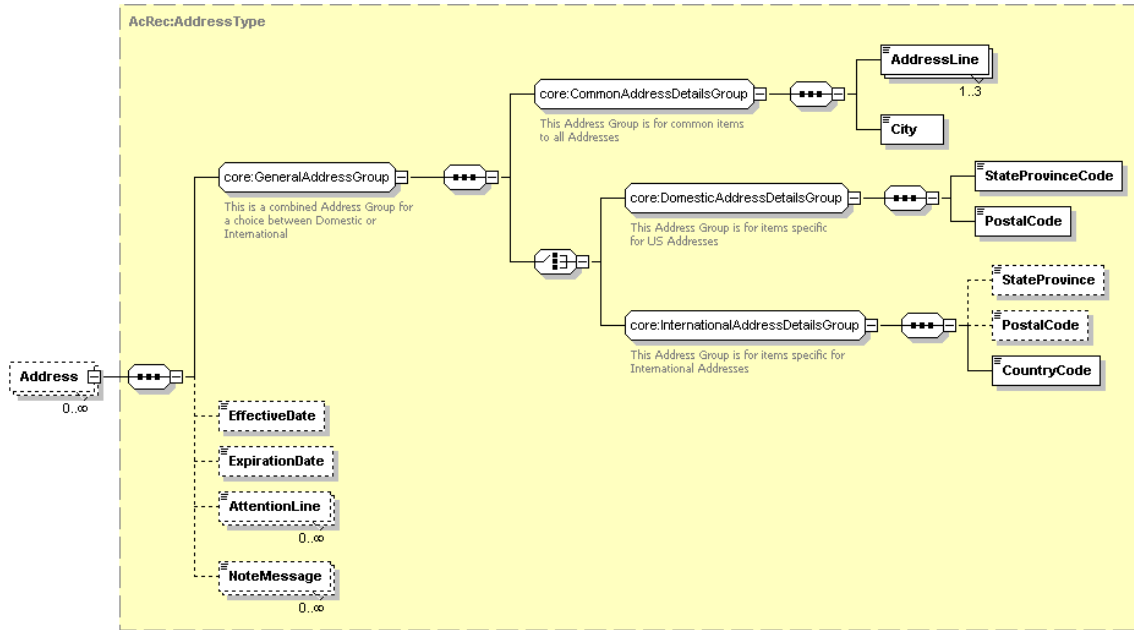 AcRec:AddressType
AddressLine
1..3
core:CommonAddressDetailsGroup
This Address Group is for common items
to all Addresses
City
core:GeneralAddressGroup
This is a combined Address Group for
a choice between Domestic or
International
StateProvinceCode
core:DomesticAddressDetailsGroup
This Address Group is for items specific
for US Addresses
PostalCode
StateProvince
core:InternationalAddressDetailsGroup
This Address Group is for items specific for
International Addresses
PostalCode
CountryCode
Address
0..∞
EffectiveDate
ExpirationDate
AttentionLine
0..∞
NoteMessage
0..∞